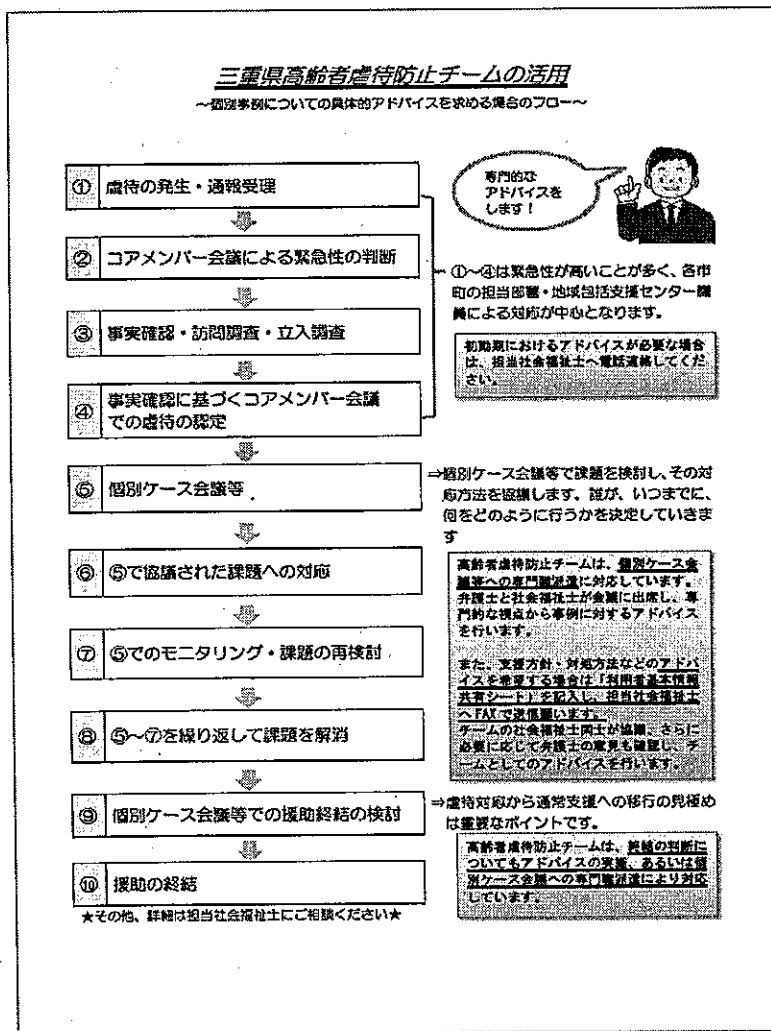 三重県高齢者虐待防止チームの活用
～個別事例についての具体的アドバイスを求める場合のフロー～
① 虐待の発生・通報受理
② コアメンバー会議による緊急性の判断
③ 事実確認・訪問調査・立入調査
④ 事実確認に基づくコアメンバー会議
での虐待の認定
専門的な
アドバイスを
します！
①～④は緊急性が高いことが多く、各市
町の担当部署・地域包括支援センター職
員による対応が中心となります。
初動期におけるアドバイスが必要な場合
は、担当社会福祉士へ電話連絡してくだ
さい。
⑤ 個別ケース会議等
⇒個別ケース会議等で課題を検討し、その対
応方法を協議します。誰が、いつまでに、
何をどのように行うかを決定していきま
す
⑥ ⑤で協議された課題への対応
⑦ ⑤でのモニタリング・課題の再検討
⑧ ⑤～⑦を繰り返して課題を解消
高齢者虐待防止チームは、個別ケース会
議等への専門職派遣に対応しています。
弁護士と社会福祉士が会議に出席し、専
門的な視点から事例に対するアドバイス
を行います。
また、支援方針・対処方法などのアドバ
イスを希望する場合は「利用者基本情報
共有シート」を記入し、担当社会福祉士
へFAXで送信願います。
チームの社会福祉士同士が協議、さらに
必要に応じて弁護士の意見も確認し、チ
ームとしてのアドバイスを行います。
⑨ 個別ケース会議等での援助終結の検討
⇒虐待対応から通常支援への移行の見極め
は重要なポイントです。
⑩ 援助の終結
高齢者虐待防止チームは、終結の判断に
ついてもアドバイスの実施、あるいは個
別ケース会議への専門職派遣により対応
しています。
★その他、詳細は担当社会福祉士にご相談ください★